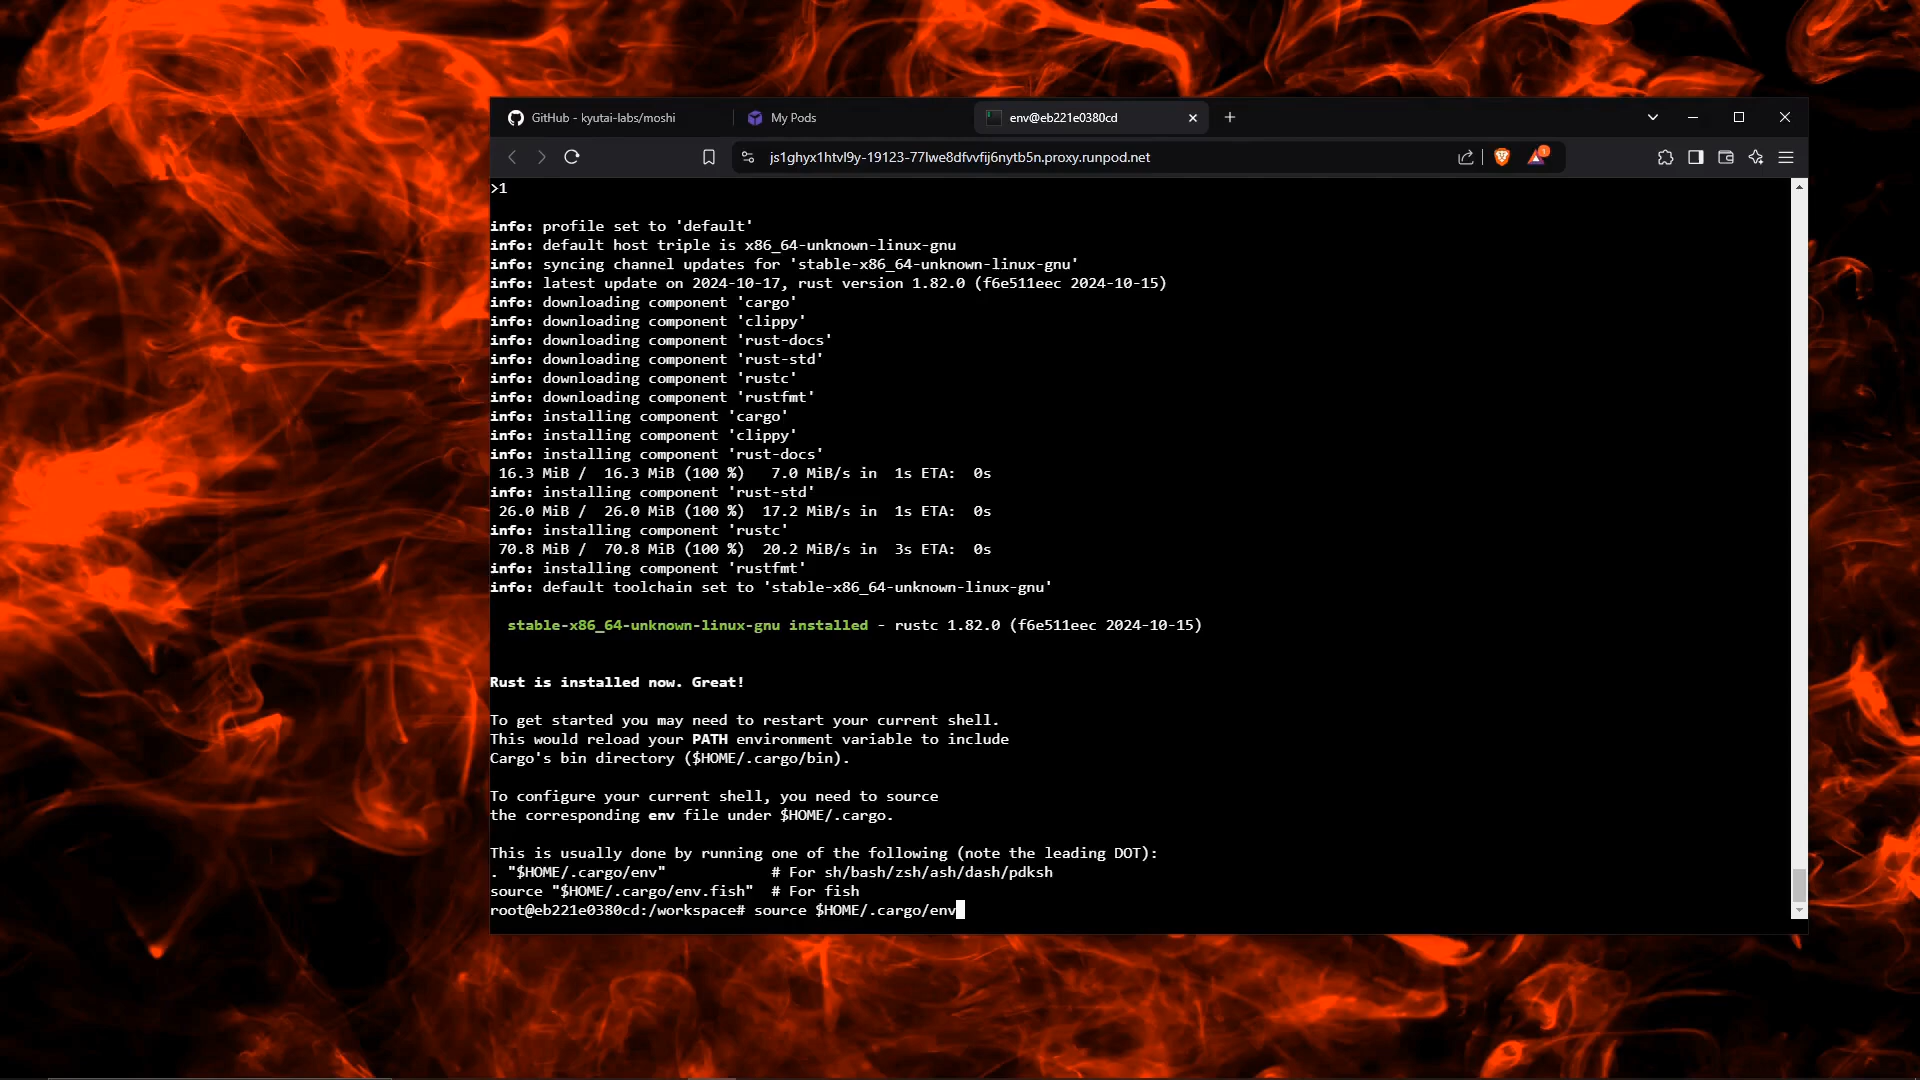 GitHub - kyutai-labs/moshi
My Pods
env@eb221e0380cd
js1ghyx1htvl9y-19123-77lwe8dfvvfij6nytb5n.proxy.runpod.net
1
>1
info: profile set to 'default'
info: default host triple is x86_64-unknown-linux-gnu
info: syncing channel updates for 'stable-x86_64-unknown-linux-gnu'
info: latest update on 2024-10-17, rust version 1.82.0 (f6e511eec 2024-10-15)
info: downloading component 'cargo'
info: downloading component 'clippy'
info: downloading component 'rust-docs'
info: downloading component 'rust-std'
info: downloading component 'rustc'
info: downloading component 'rustfmt'
info: installing component 'cargo'
info: installing component 'clippy'
info: installing component 'rust-docs'
 16.3 MiB /  16.3 MiB (100 %)   7.0 MiB/s in  1s ETA:  0s
info: installing component 'rust-std'
 26.0 MiB /  26.0 MiB (100 %)  17.2 MiB/s in  1s ETA:  0s
info: installing component 'rustc'
 70.8 MiB /  70.8 MiB (100 %)  20.2 MiB/s in  3s ETA:  0s
info: installing component 'rustfmt'
info: default toolchain set to 'stable-x86_64-unknown-linux-gnu'
  stable-x86_64-unknown-linux-gnu installed - rustc 1.82.0 (f6e511eec 2024-10-15)
Rust is installed now. Great!
To get started you may need to restart your current shell.
This would reload your PATH environment variable to include
Cargo's bin directory ($HOME/.cargo/bin).
To configure your current shell, you need to source
the corresponding env file under $HOME/.cargo.
This is usually done by running one of the following (note the leading DOT):
. "$HOME/.cargo/env"            # For sh/bash/zsh/ash/dash/pdksh
source "$HOME/.cargo/env.fish"  # For fish
root@eb221e0380cd:/workspace# source $HOME/.cargo/env